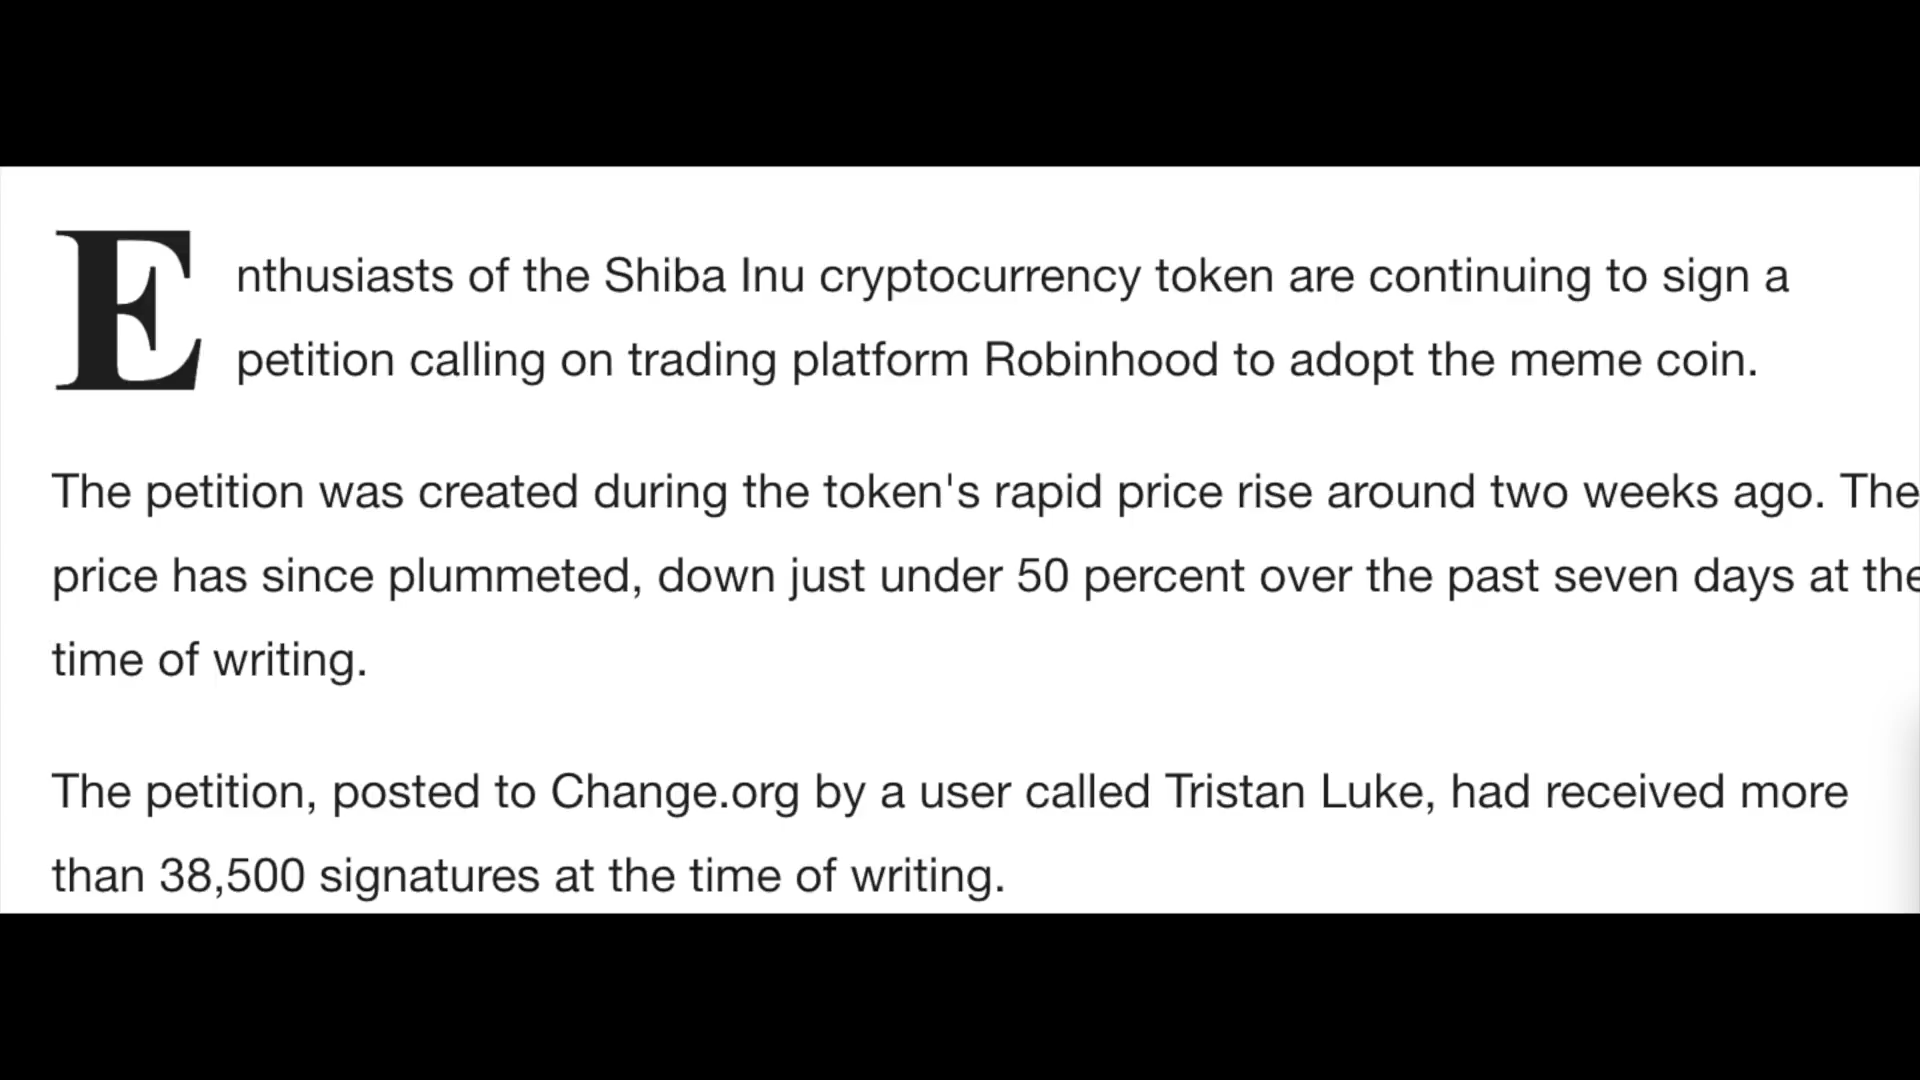 Enthusiasts of the Shiba Inu cryptocurrency token are continuing to sign a
petition calling on trading platform Robinhood to adopt the meme coin.
The petition was created during the token's rapid price rise around two weeks ago. The
price has since plummeted, down just under 50 percent over the past seven days at the
time of writing.
The petition, posted to Change.org by a user called Tristan Luke, had received more
than 38,500 signatures at the time of writing.